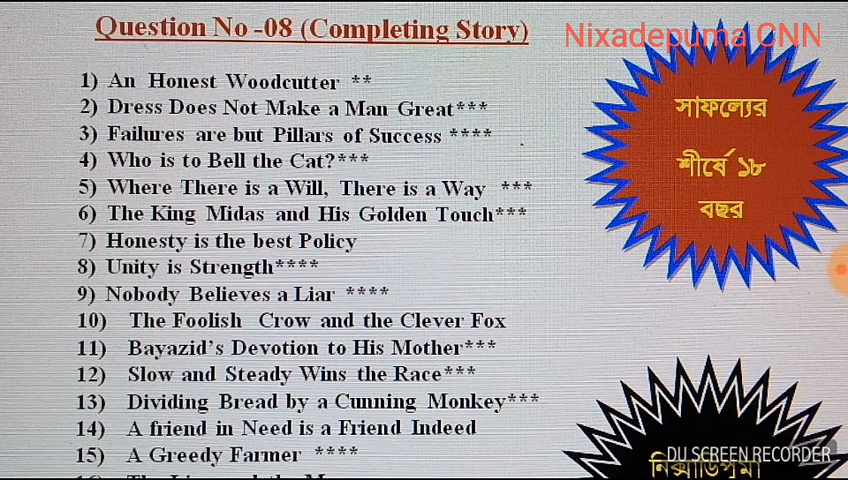 Question No -08 (Completing Story)
Nixadepuma CNN
1) An Honest Woodcutter **
2) Dress Does Not Make a Man Great***
3) Failures are but Pillars of Success ****
4) Who is to Bell the Cat?***
5) Where There is a Will, There is a Way ***
6) The King Midas and His Golden Touch***
7) Honesty is the best Policy
8) Unity is Strength****
9) Nobody Believes a Liar ****
10) The Foolish Crow and the Clever Fox
11) Bayazid's Devotion to His Mother***
12) Slow and Steady Wins the Race***
13) Dividing Bread by a Cunning Monkey***
14) A friend in Need is a Friend Indeed
15) A Greedy Farmer ****
সাফল্যের
শীর্ষে ১৮
বছর
DU SCREEN RECORDER